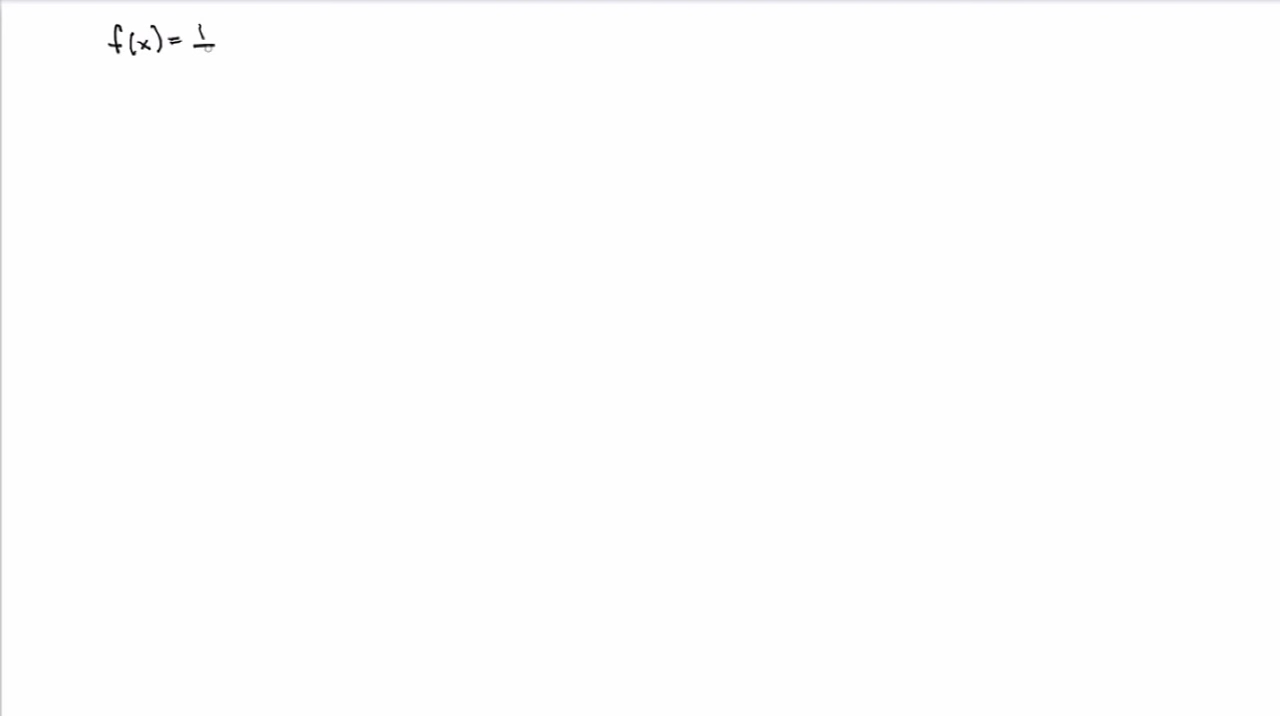 f(x) = 1/